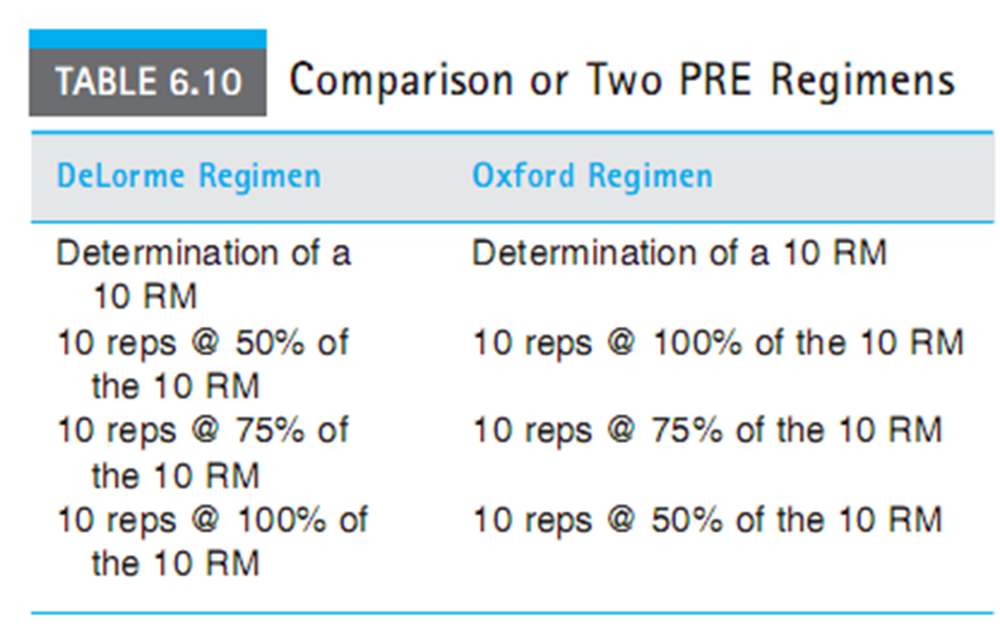 TABLE 6.10 Comparison or Two PRE Regimens
DeLorme Regimen Oxford Regimen
Determination of a Determination of a 10 RM
10 RM
10 reps @ 50% of 10 reps @ 100% of the 10 RM
the 10 RM
10 reps @ 75% of 10 reps @ 75% of the 10 RM
the 10 RM
10 reps @ 100% of 10 reps @ 50% of the 10 RM
the 10 RM